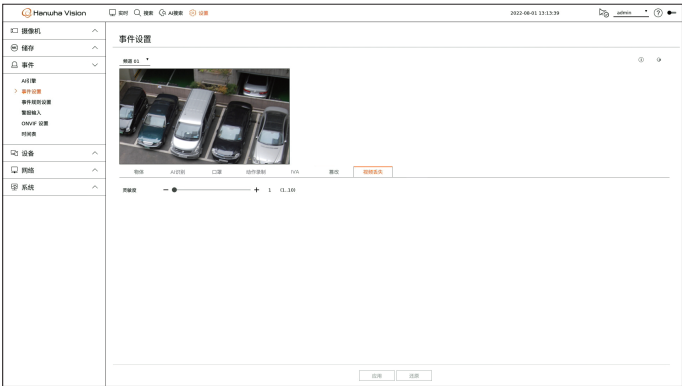 Hanwha Vision
实时 搜索 AI搜索 设置
2022-08-01 13:13:39
admin
摄像机
储存
事件
AI引擎
事件设置
事件规则设置
警报输入
ONVIF 设置
时间表
设备
网络
系统
事件设置
频道 01
物体 AI识别 口罩 动作录制 IVA 篡改 视频丢失
灵敏度 1 (1..10)
应用 还原